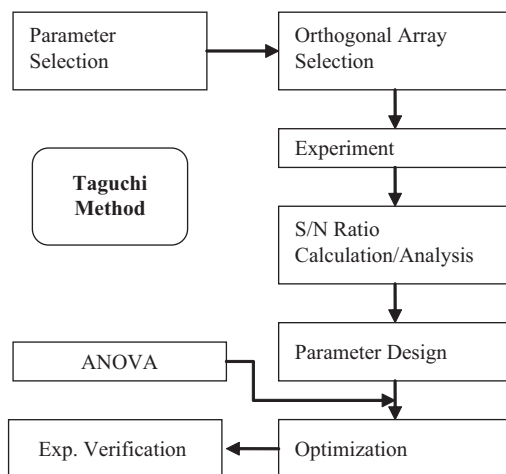 Parameter
Selection
Orthogonal Array
Selection
Experiment
Taguchi
Method
S/N Ratio
Calculation/Analysis
Parameter Design
ANOVA
Exp. Verification
Optimization